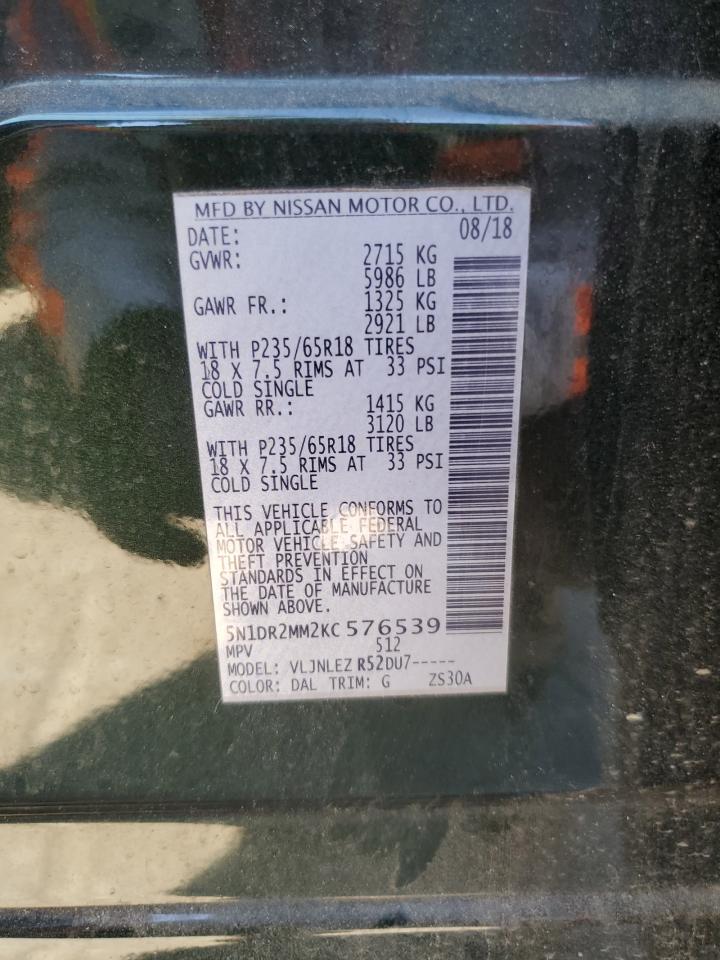 MFD BY NISSAN MOTOR CO., LTD.
DATE: 08/18
GVWR: 2715 KG
5986 LB
GAWR FR.: 1325 KG
2921 LB
WITH P235/65R18 TIRES
18 X 7.5 RIMS AT 33 PSI
COLD SINGLE
GAWR RR.: 1415 KG
3120 LB
WITH P235/65R18 TIRES
18 X 7.5 RIMS AT 33 PSI
COLD SINGLE
THIS VEHICLE CONFORMS TO
ALL APPLICABLE FEDERAL
MOTOR VEHICLE SAFETY AND
THEFT PREVENTION
STANDARDS IN EFFECT ON
THE DATE OF MANUFACTURE
SHOWN ABOVE.
5N1DR2MM2KC 576539
MPV 512
MODEL: VLJNLEZ R52DU7-----
COLOR: DAL TRIM: G ZS30A